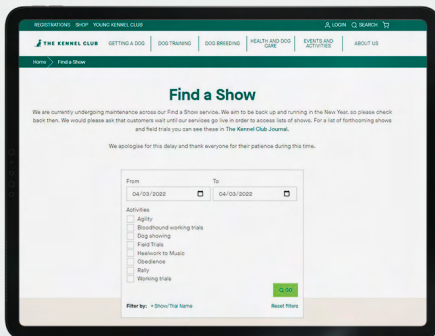 REGISTRATIONS SHOP YOUNG KENNEL CLUB
LOGIN SEARCH
THE KENNEL CLUB GETTING A DOG DOG TRAINING DOG BREEDING HEALTH AND DOG CARE EVENTS AND ACTIVITIES ABOUT US
Home Find a Show
Find a Show
We are currently undergoing maintenance across our Find a Show service. We aim to be back up and running in the New Year, so please check
back then. We would please ask that customers wait until our services go live in order to access lists of shows. For a list of forthcoming shows
and field trials you can see these in The Kennel Club Journal.
We apologise for this delay and thank everyone for their patience during this time.
From To
04/03/2022 04/03/2022
Activities
Agility
Bloodhound working trials
Dog showing
Field Trials
Heelwork to Music
Obedience
Rally
Working trials
GO
Filter by: + Show/Trial Name Reset filters